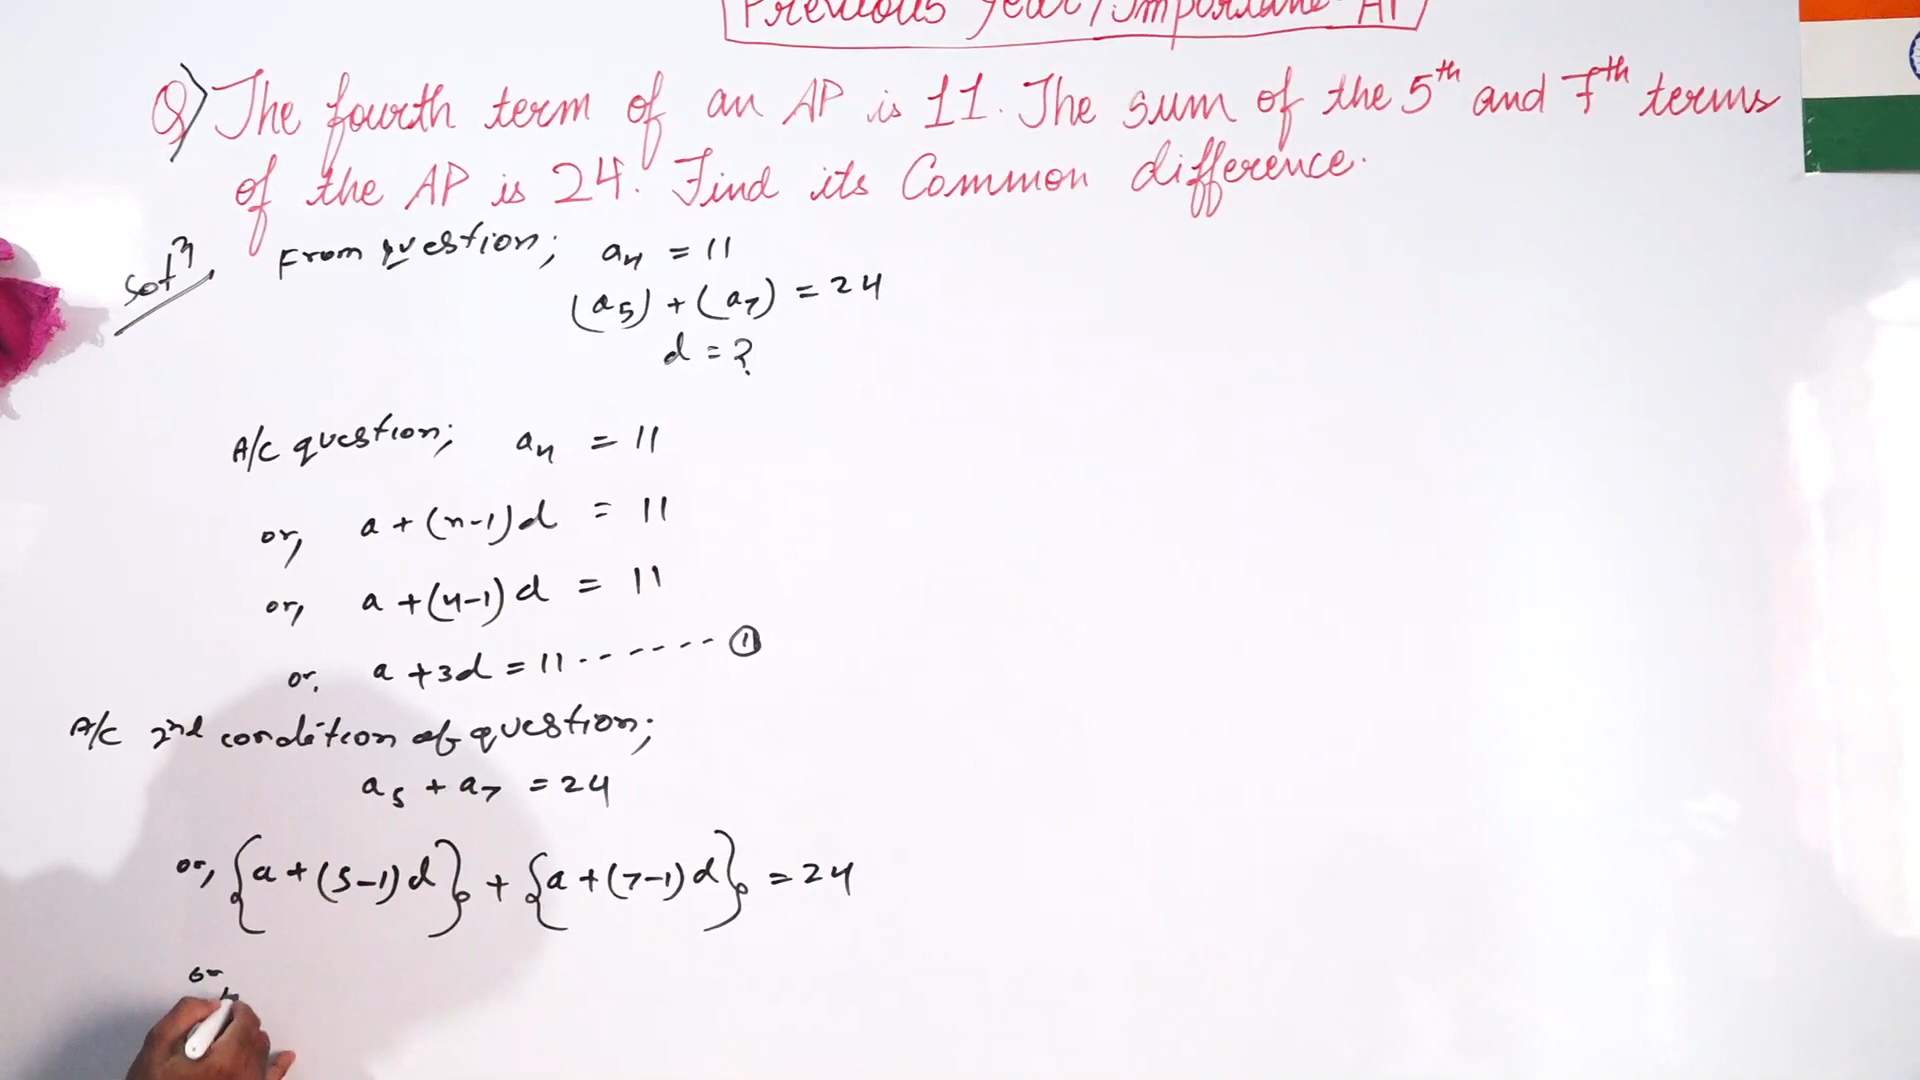 Previous Year/Important AP
Q) The fourth term of an AP is 11. The sum of the 5th and 7th terms
of the AP is 24. Find its Common difference.
Sol^n From question; a4 = 11
(a5) + (a7) = 24
d = ?
A/c question; a4 = 11
or, a + (n-1)d = 11
or, a + (4-1)d = 11
or, a + 3d = 11 ------- ①
A/c 2nd condition of question;
a5 + a7 = 24
or, {a + (5-1)d} + {a + (7-1)d} = 24
or